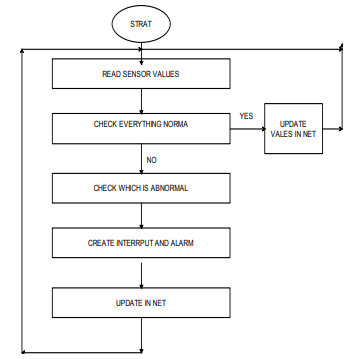 STRAT
READ SENSOR VALUES
CHECK EVERYTHING NORMA
YES
UPDATE
VALES IN NET
NO
CHECK WHICH IS ABNORMAL
CREATE INTERRPUT AND ALARM
UPDATE IN NET